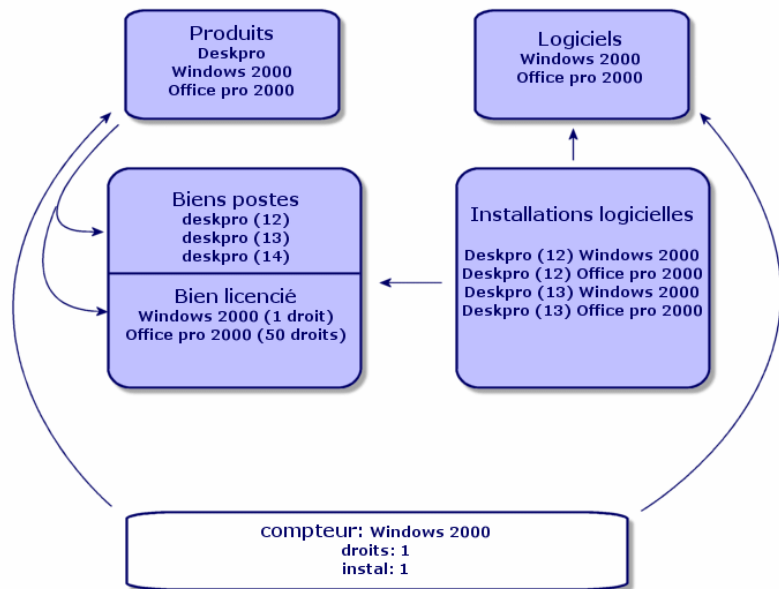 Produits
Deskpro
Windows 2000
Office pro 2000
Logiciels
Windows 2000
Office pro 2000
Biens postes
deskpro (12)
deskpro (13)
deskpro (14)
Bien licencié
Windows 2000 (1 droit)
Office pro 2000 (50 droits)
Installations logicielles
Deskpro (12) Windows 2000
Deskpro (12) Office pro 2000
Deskpro (13) Windows 2000
Deskpro (13) Office pro 2000
compteur: Windows 2000
droits: 1
instal: 1